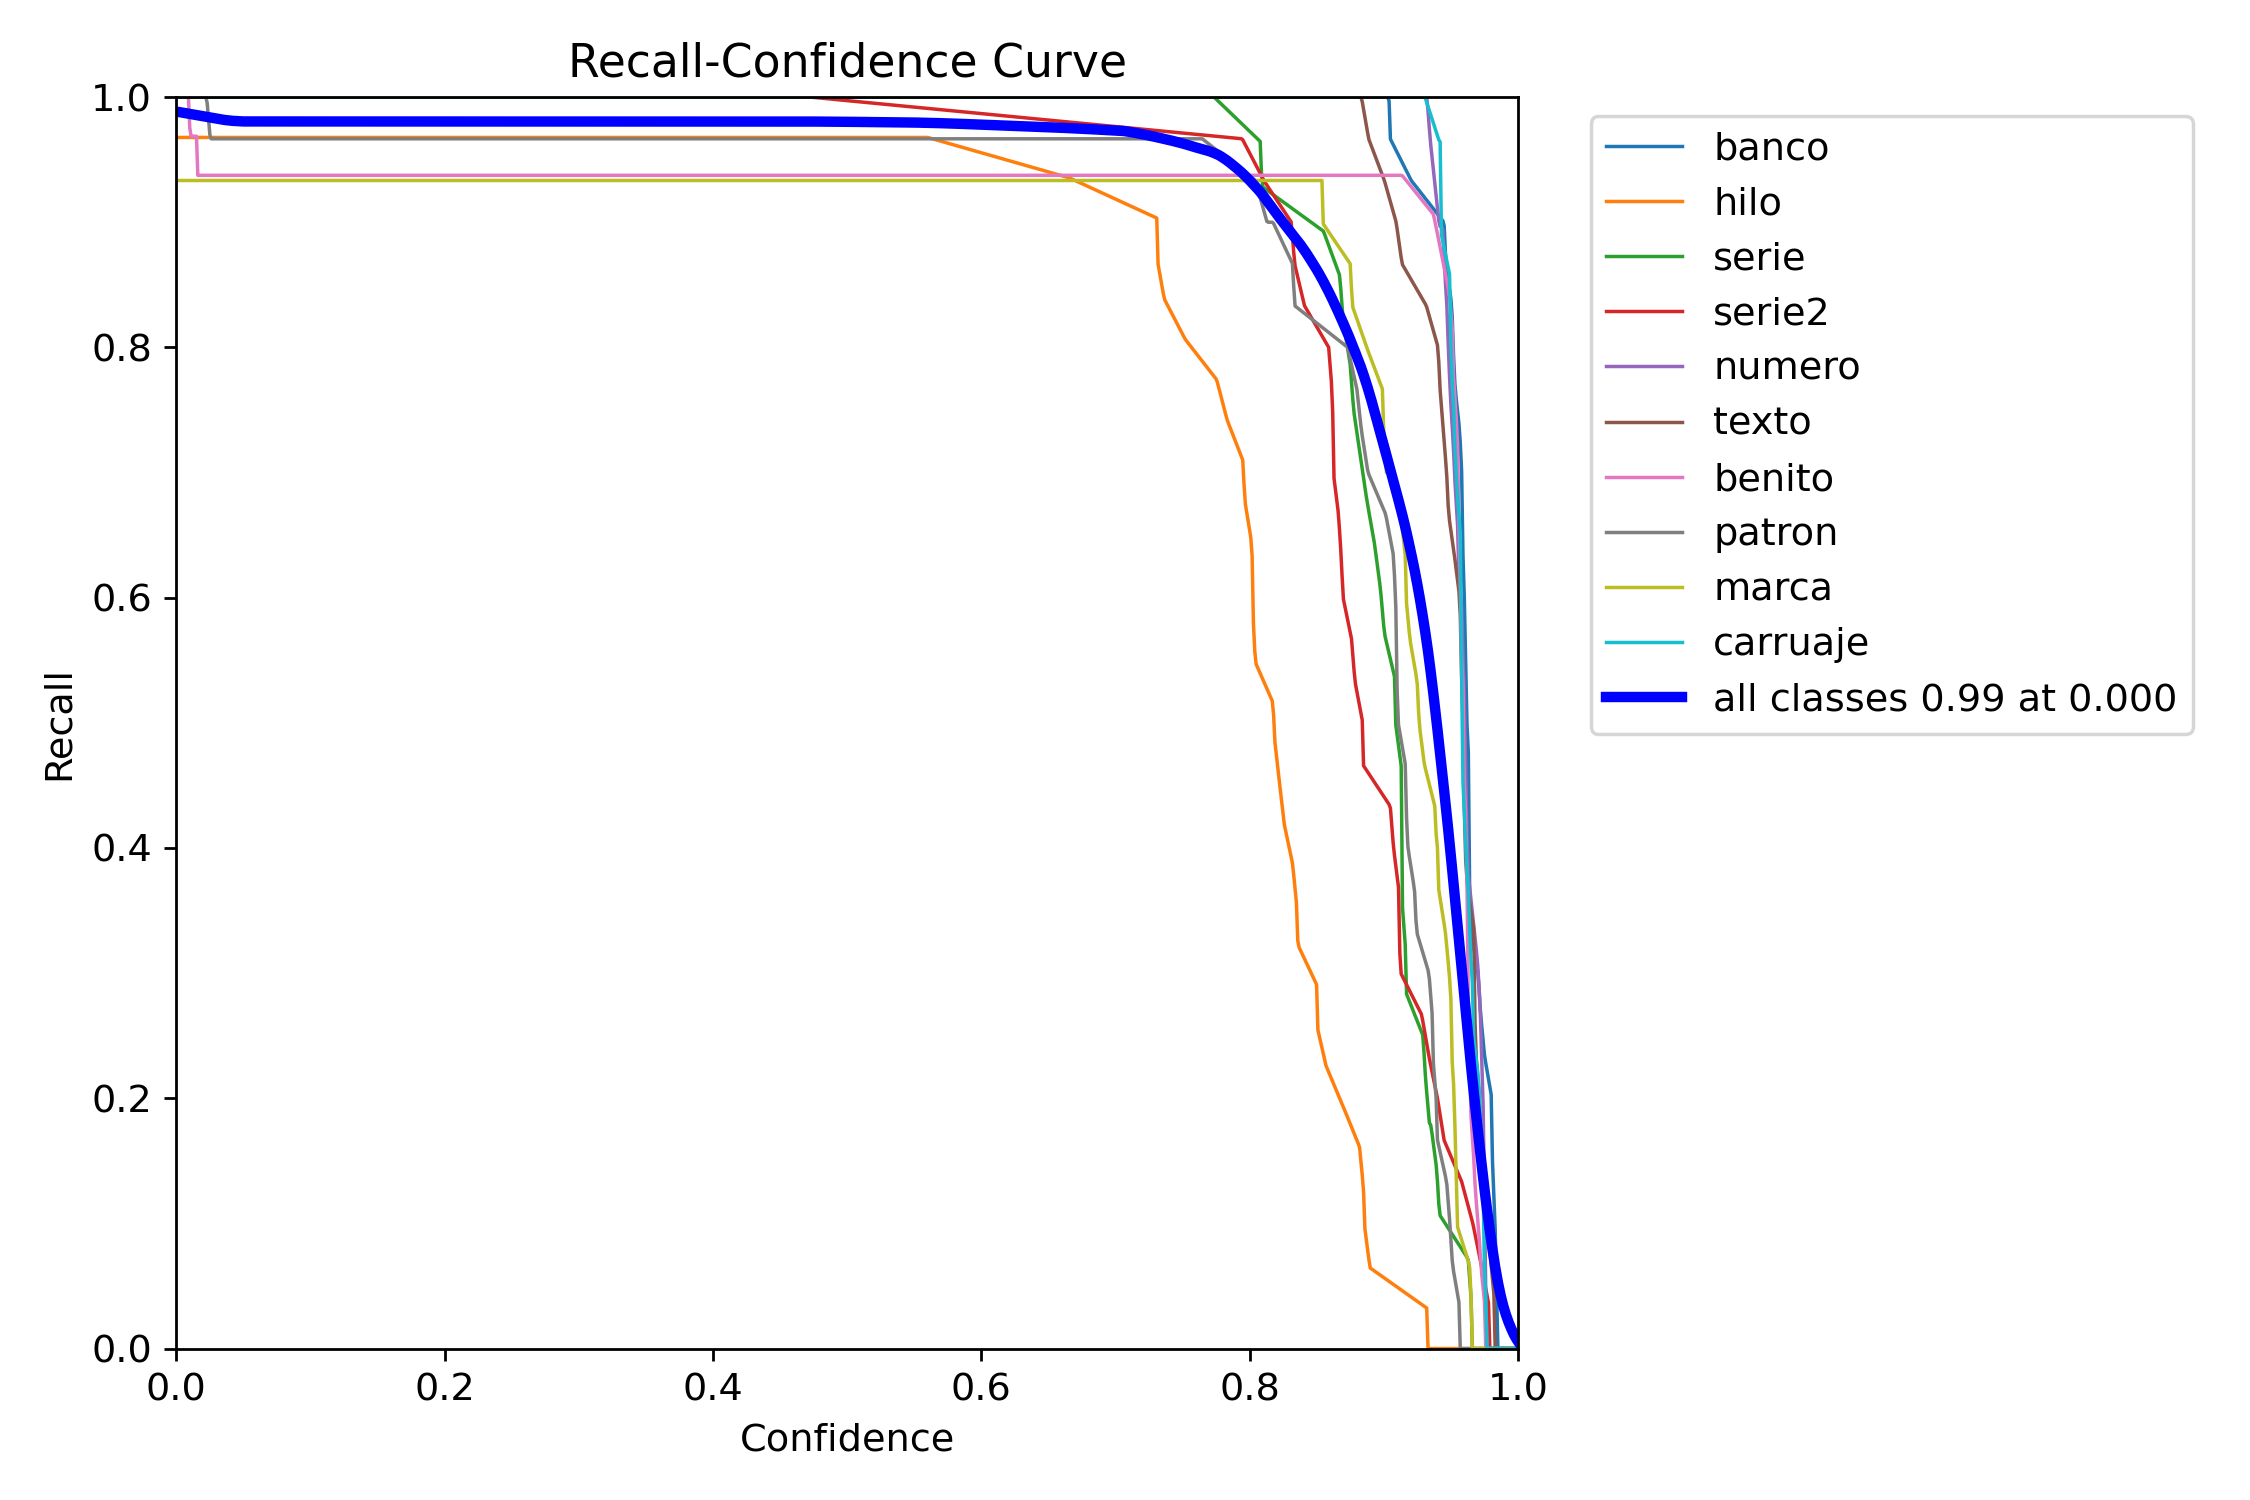 Recall-Confidence Curve
1.0
0.8
0.6
0.4
0.2
0.0
Recall
0.0 0.2 0.4 0.6 0.8 1.0
Confidence
banco
hilo
serie
serie2
numero
texto
benito
patron
marca
carruaje
all classes 0.99 at 0.000